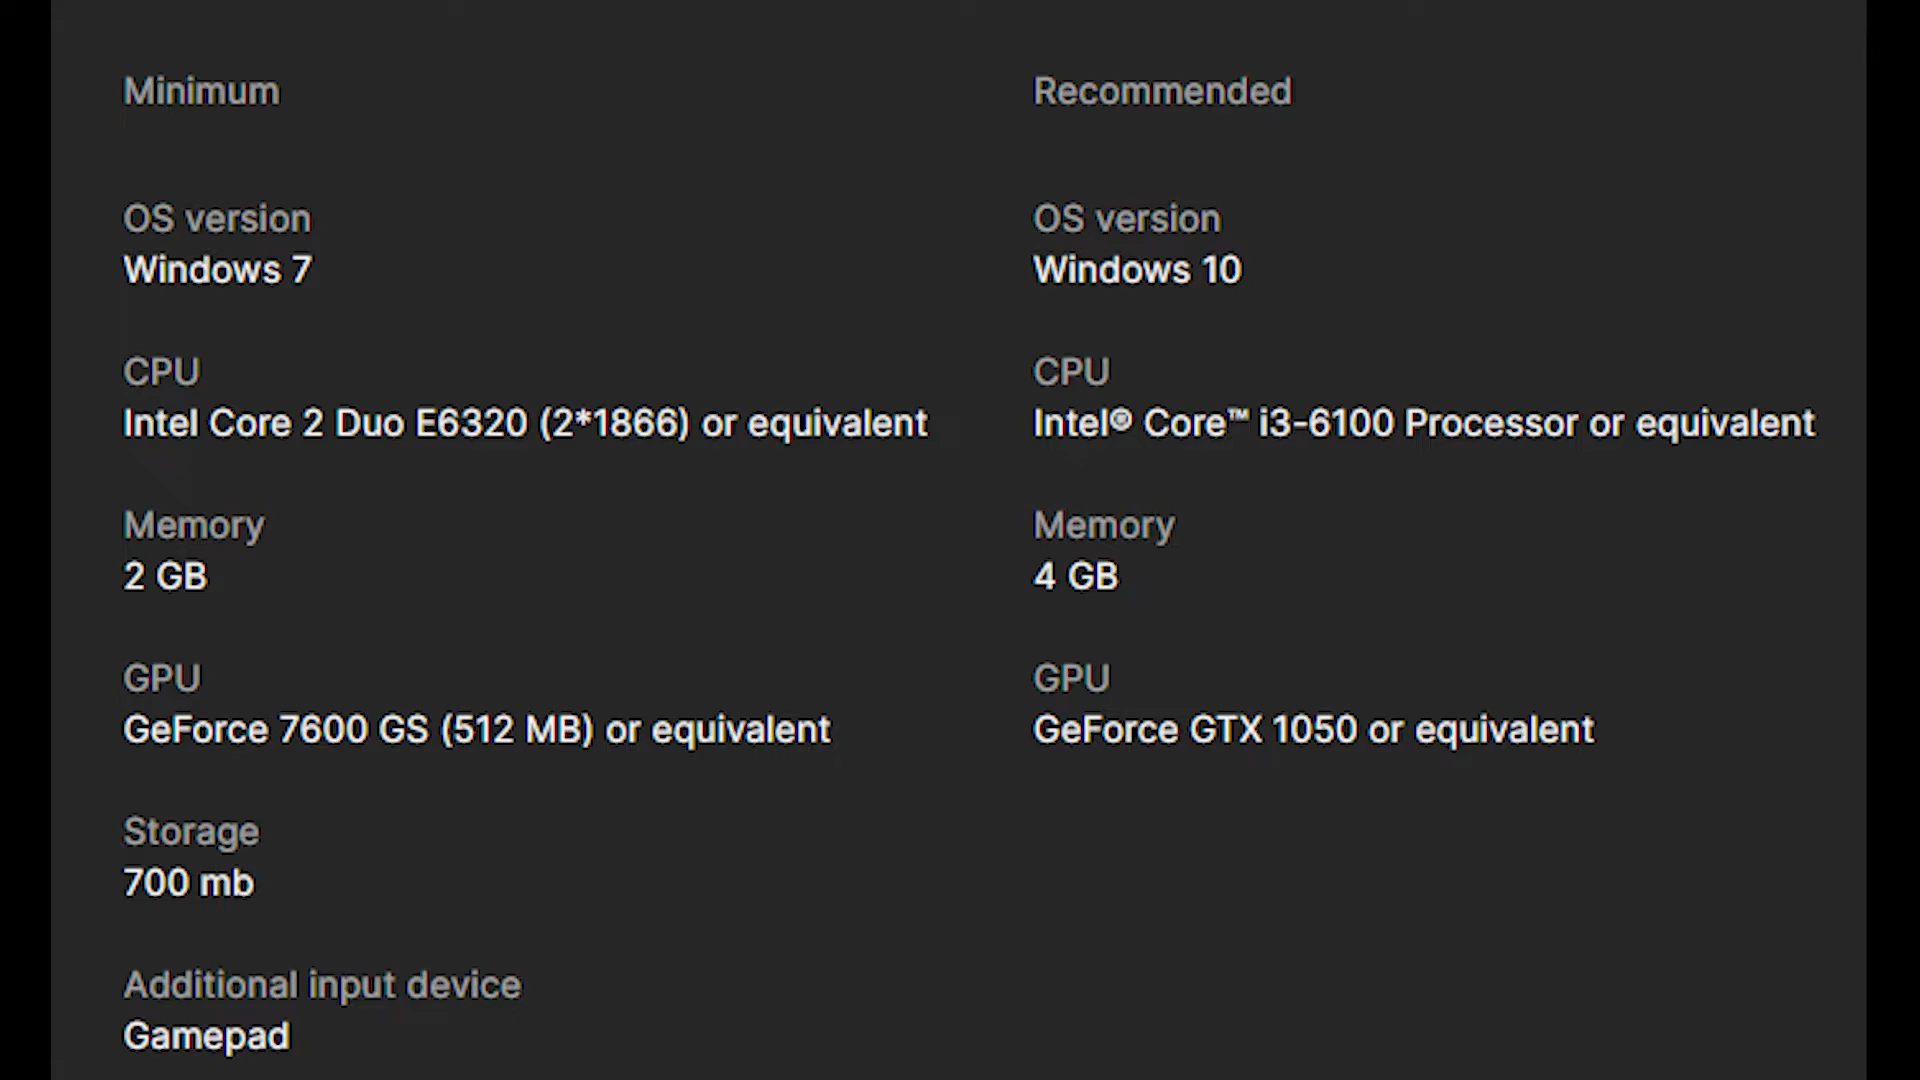 Minimum
OS version
Windows 7
CPU
Intel Core 2 Duo E6320 (2*1866) or equivalent
Memory
2 GB
GPU
GeForce 7600 GS (512 MB) or equivalent
Storage
700 mb
Additional input device
Gamepad
Recommended
OS version
Windows 10
CPU
Intel® Core™ i3-6100 Processor or equivalent
Memory
4 GB
GPU
GeForce GTX 1050 or equivalent